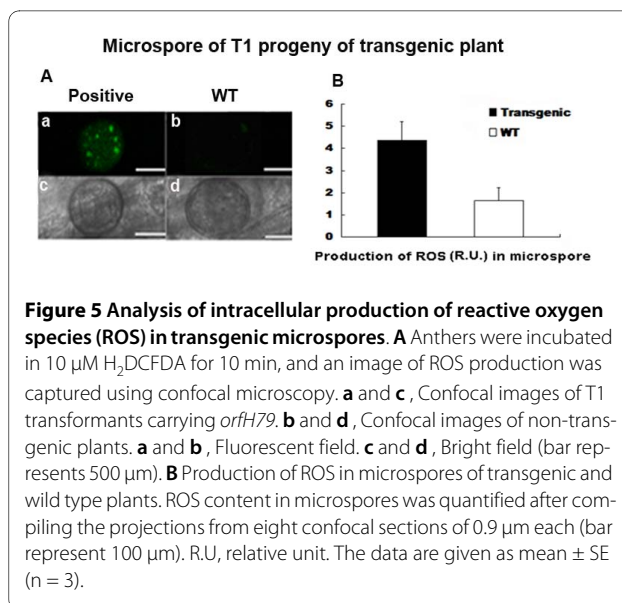 Microspore of T1 progeny of transgenic plant
A
Positive
WT
a
b
c
d
B
6
5
4
3
2
1
0
Transgenic
WT
Production of ROS (R.U.) in microspore
Figure 5 Analysis of intracellular production of reactive oxygen
species (ROS) in transgenic microspores. A Anthers were incubated
in 10 μM H₂DCFDA for 10 min, and an image of ROS production was
captured using confocal microscopy. a and c , Confocal images of T1
transformants carrying orfH79. b and d , Confocal images of non-trans-
genic plants. a and b , Fluorescent field. c and d , Bright field (bar rep-
resents 500 μm). B Production of ROS in microspores of transgenic and
wild type plants. ROS content in microspores was quantified after com-
piling the projections from eight confocal sections of 0.9 μm each (bar
represent 100 μm). R.U, relative unit. The data are given as mean ± SE
(n = 3).